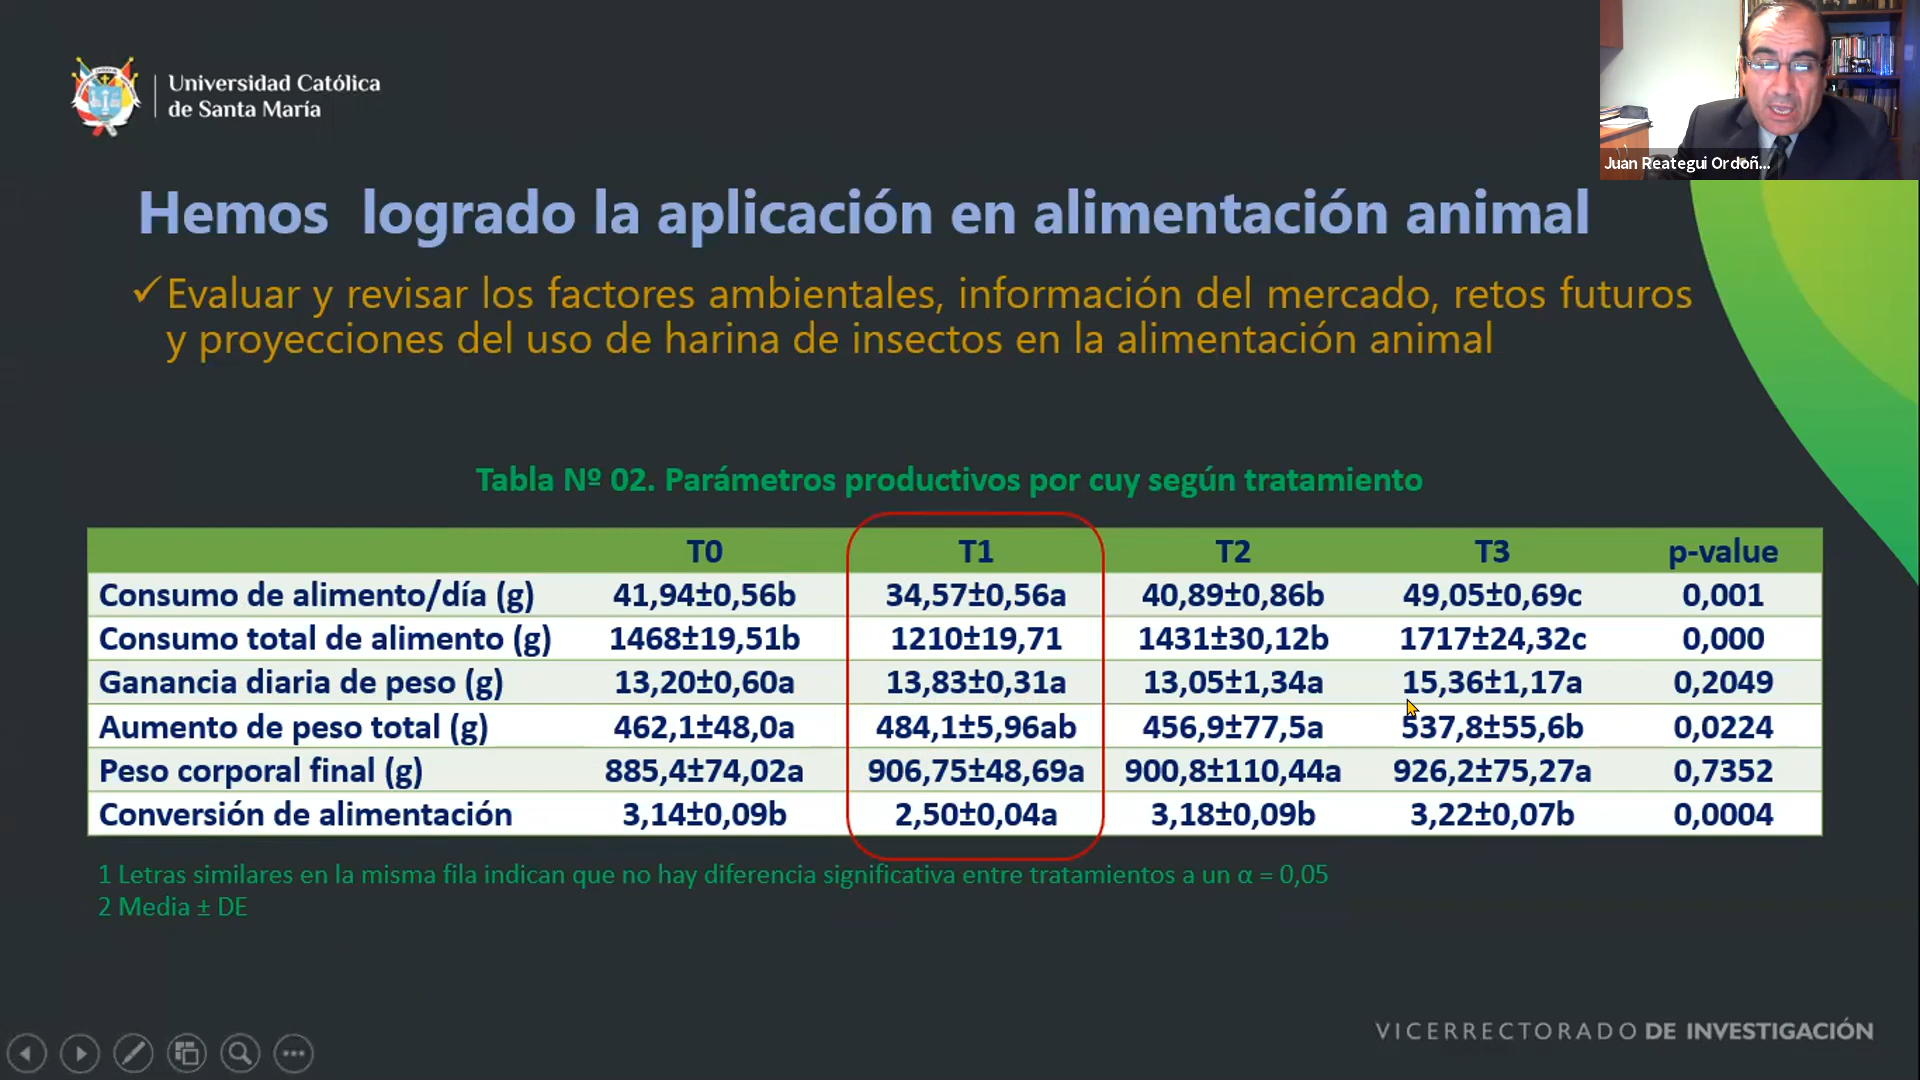 Universidad Católica
de Santa María
Juan Reategui Ordoñ...
Hemos logrado la aplicación en alimentación animal
✓Evaluar y revisar los factores ambientales, información del mercado, retos futuros
y proyecciones del uso de harina de insectos en la alimentación animal
Tabla Nº 02. Parámetros productivos por cuy según tratamiento
T0 T1 T2 T3 p-value
Consumo de alimento/día (g) 41,94±0,56b 34,57±0,56a 40,89±0,86b 49,05±0,69c 0,001
Consumo total de alimento (g) 1468±19,51b 1210±19,71 1431±30,12b 1717±24,32c 0,000
Ganancia diaria de peso (g) 13,20±0,60a 13,83±0,31a 13,05±1,34a 15,36±1,17a 0,2049
Aumento de peso total (g) 462,1±48,0a 484,1±5,96ab 456,9±77,5a 537,8±55,6b 0,0224
Peso corporal final (g) 885,4±74,02a 906,75±48,69a 900,8±110,44a 926,2±75,27a 0,7352
Conversión de alimentación 3,14±0,09b 2,50±0,04a 3,18±0,09b 3,22±0,07b 0,0004
1 Letras similares en la misma fila indican que no hay diferencia significativa entre tratamientos a un α = 0,05
2 Media ± DE
VICERRECTORADO DE INVESTIGACIÓN